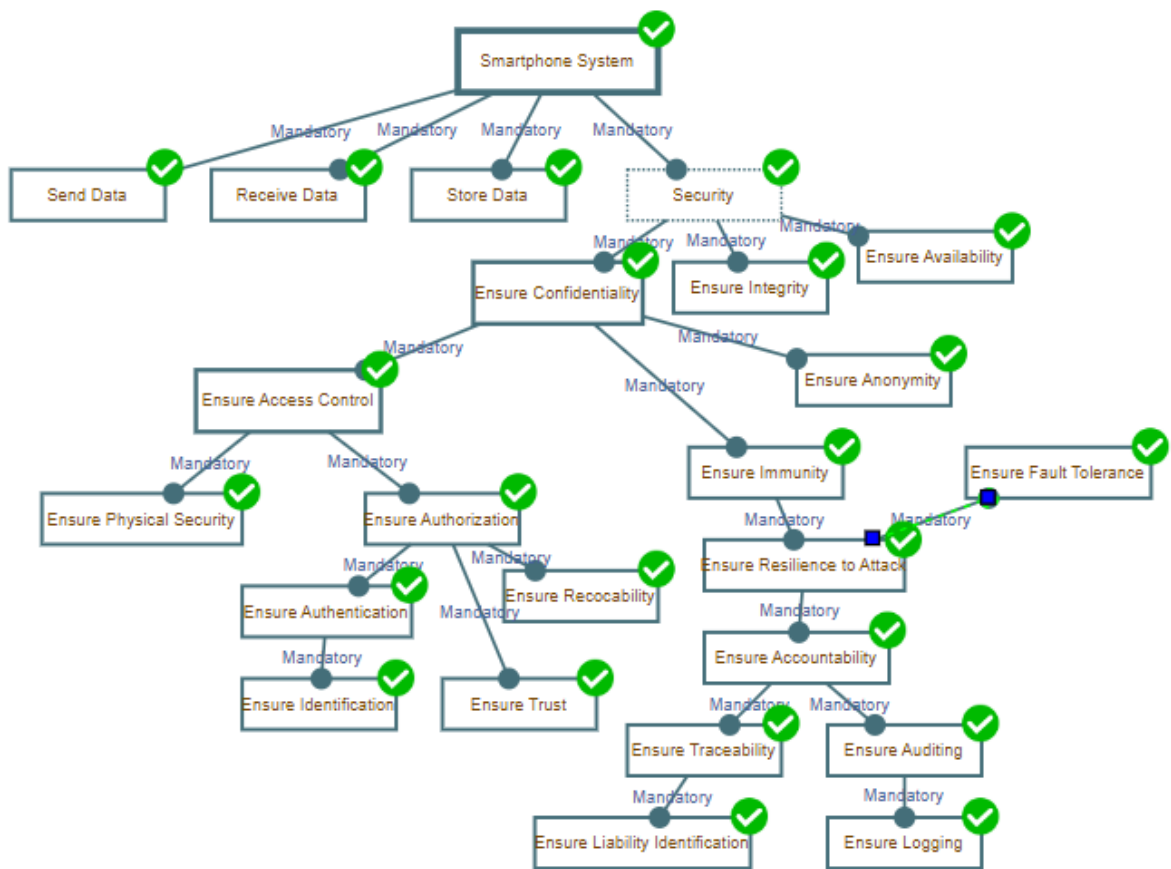 Smartphone System
Mandatory
Mandatory
Mandatory
Mandatory
Send Data
Receive Data
Store Data
Security
Mandatory
Mandatory
Mandatory
Ensure Availability
Ensure Confidentiality
Ensure Integrity
Mandatory
Mandatory
Mandatory
Ensure Anonymity
Ensure Access Control
Mandatory
Mandatory
Ensure Immunity
Ensure Fault Tolerance
Ensure Physical Security
Ensure Authorization
Mandatory
Mandatory
Ensure Resilience to Attack
Mandatory
Mandatory
Mandatory
Ensure Authentication
Ensure Recocability
Mandatory
Mandatory
Ensure Accountability
Ensure Identification
Ensure Trust
Mandatory
Mandatory
Ensure Traceability
Ensure Auditing
Mandatory
Mandatory
Ensure Liability Identification
Ensure Logging